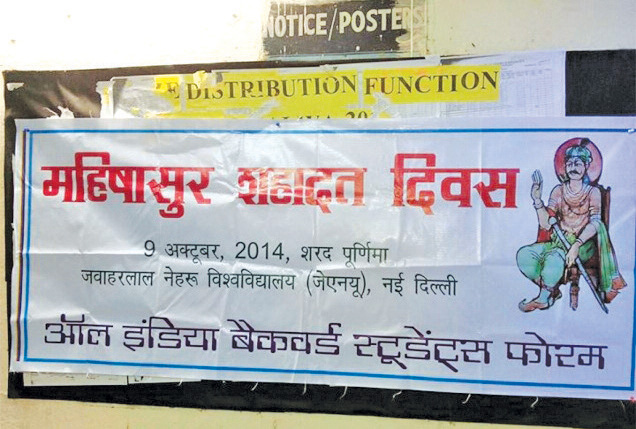 NOTICE/POSTERS
DISTRIBUTION FUNCTION
महिषासुर शहादत दिवस
9 अक्टूबर, 2014, शरद पूर्णिमा
जवाहरलाल नेहरू विश्वविद्यालय (जेएनयू), नई दिल्ली
ऑल इंडिया बैकवर्ड स्टूडेंट्स फोरम